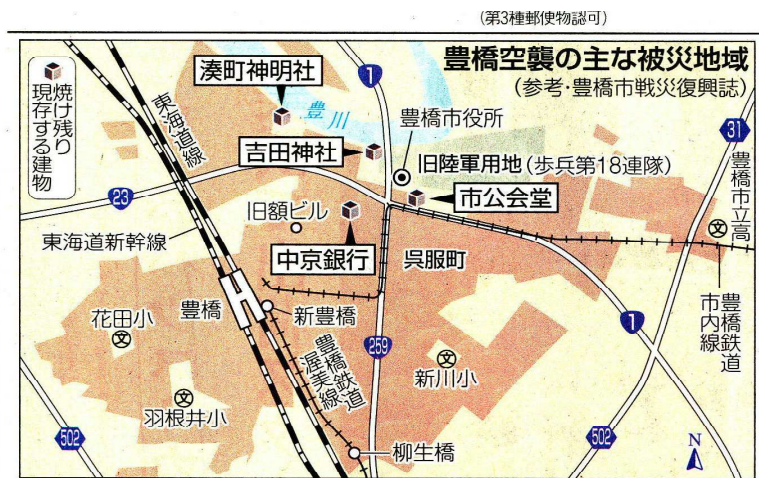 (第3種郵便物認可)
豊橋空襲の主な被災地域
(参考・豊橋市戦災復興誌)
焼け残り
現存する建物
東海道線
湊町神明社
豊川
1
豊橋市役所
31
吉田神社
旧陸軍用地(歩兵第18連隊)
豊橋市立高
文
23
市公会堂
旧額ビル
東海道新幹線
中京銀行
呉服町
豊橋鉄道
市内線
花田小
文
豊橋
新豊橋
1
259
豊橋鉄道
渥美線
文
新川小
文
羽根井小
502
502
柳生橋
N